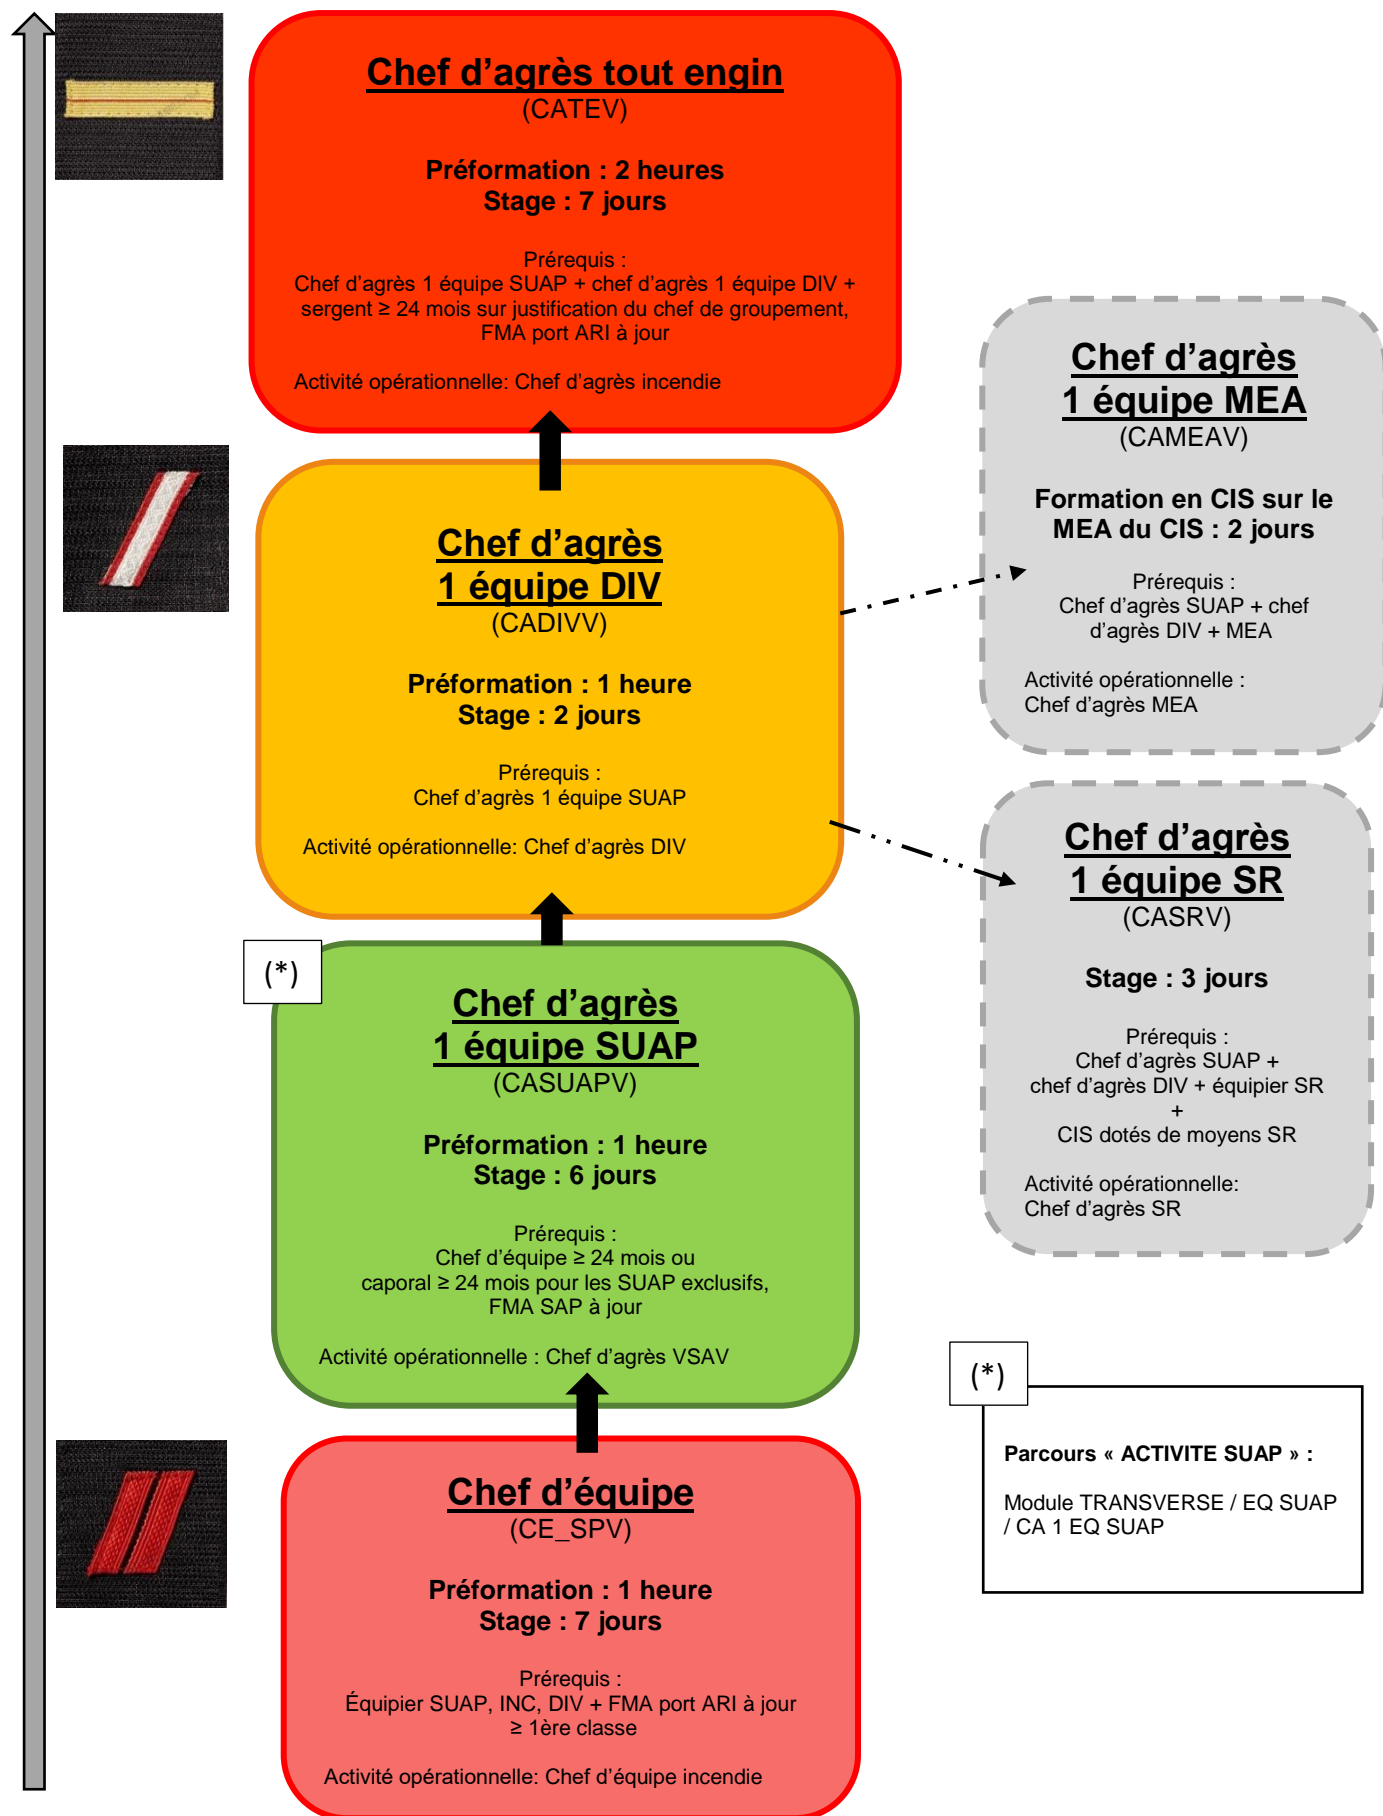 Chef d’agrès tout engin
(CATEV)
Préformation : 2 heures
Stage : 7 jours
Prérequis :
Chef d’agrès 1 équipe SUAP + chef d’agrès 1 équipe DIV +
sergent ≥ 24 mois sur justification du chef de groupement,
FMA port ARI à jour
Activité opérationnelle: Chef d’agrès incendie
Chef d’agrès
1 équipe MEA
(CAMEAV)
Formation en CIS sur le
MEA du CIS : 2 jours
Prérequis :
Chef d’agrès SUAP + chef
d’agrès DIV + MEA
Activité opérationnelle :
Chef d’agrès MEA
Chef d’agrès
1 équipe DIV
(CADIVV)
Préformation : 1 heure
Stage : 2 jours
Prérequis :
Chef d’agrès 1 équipe SUAP
Activité opérationnelle: Chef d’agrès DIV
Chef d’agrès
1 équipe SR
(CASRV)
Stage : 3 jours
Prérequis :
Chef d’agrès SUAP +
chef d’agrès DIV + équipier SR
+
CIS dotés de moyens SR
Activité opérationnelle:
Chef d’agrès SR
(*)
Chef d’agrès
1 équipe SUAP
(CASUAPV)
Préformation : 1 heure
Stage : 6 jours
Prérequis :
Chef d’équipe ≥ 24 mois ou
caporal ≥ 24 mois pour les SUAP exclusifs,
FMA SAP à jour
Activité opérationnelle : Chef d’agrès VSAV
(*)
Parcours « ACTIVITE SUAP » :
Module TRANSVERSE / EQ SUAP
/ CA 1 EQ SUAP
Chef d’équipe
(CE_SPV)
Préformation : 1 heure
Stage : 7 jours
Prérequis :
Équipier SUAP, INC, DIV + FMA port ARI à jour
≥ 1ère classe
Activité opérationnelle: Chef d’équipe incendie